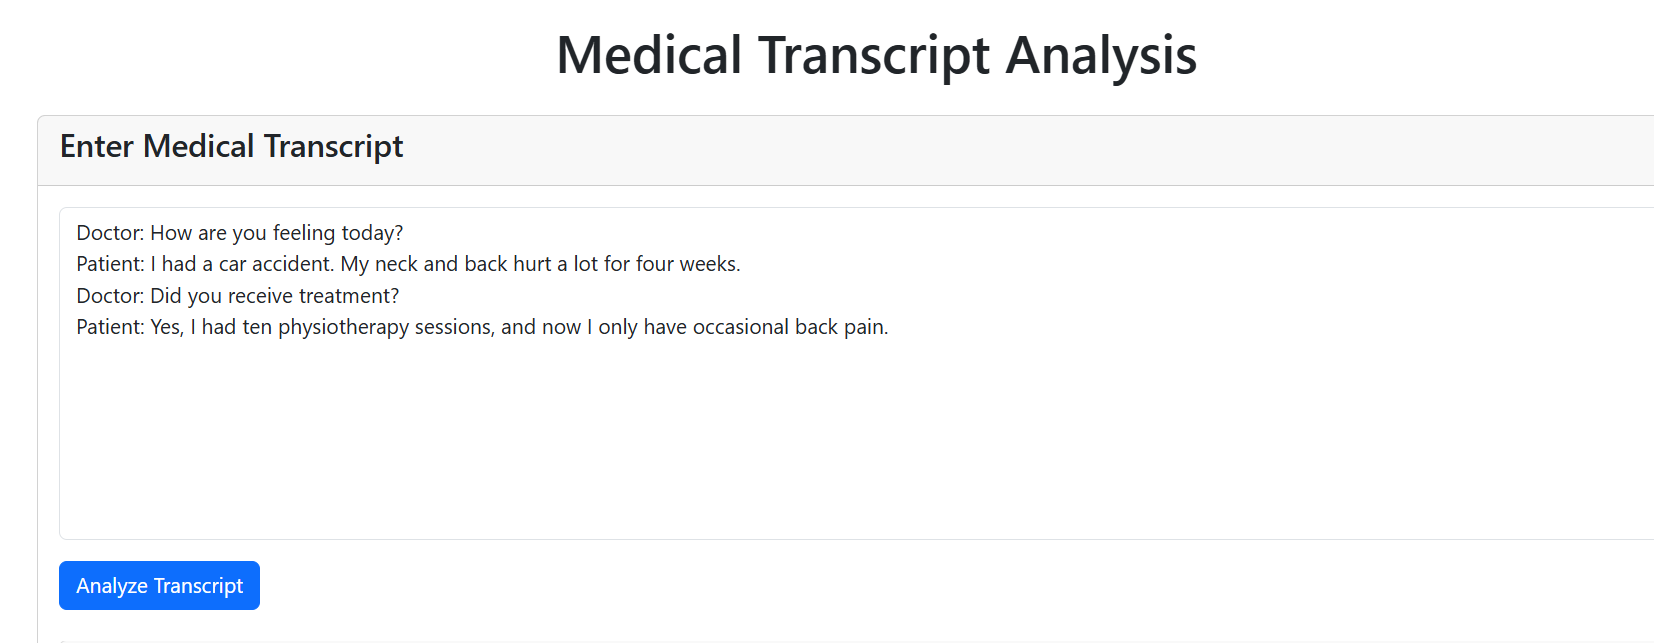 Medical Transcript Analysis
Enter Medical Transcript
Doctor: How are you feeling today?
Patient: I had a car accident. My neck and back hurt a lot for four weeks.
Doctor: Did you receive treatment?
Patient: Yes, I had ten physiotherapy sessions, and now I only have occasional back pain.
Analyze Transcript